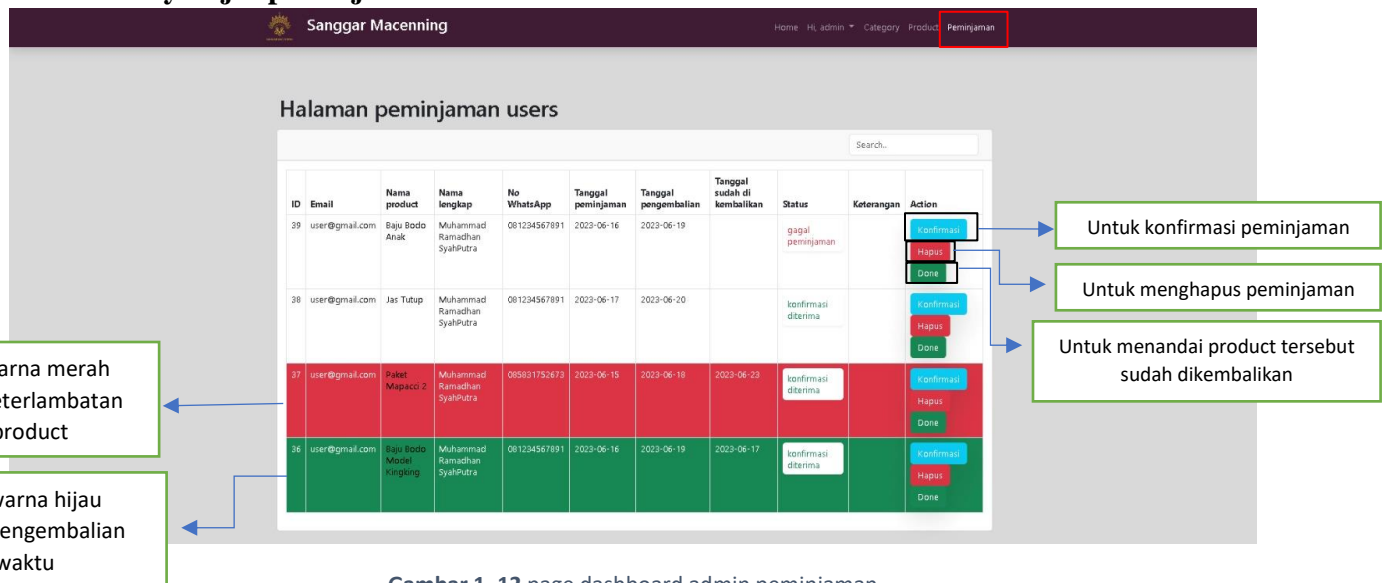 Sanggar Macenning
Home Hi, admin Category Product Peminjaman
Halaman peminjaman users
Search..
ID Email Nama product Nama lengkap No WhatsApp Tanggal peminjaman Tanggal pengembalian Tanggal sudah di kembalikan Status Keterangan Action
39 user@gmail.com Baju Bodo Anak Muhammad Ramadhan SyahPutra 081234567891 2023-06-16 2023-06-19 gagal peminjaman Konfirmasi Hapus Done
38 user@gmail.com Jas Tutup Muhammad Ramadhan SyahPutra 081234567891 2023-06-17 2023-06-20 konfirmasi diterima Konfirmasi Hapus Done
37 user@gmail.com Paket Mapacci 2 Muhammad Ramadhan SyahPutra 085831752673 2023-06-15 2023-06-18 2023-06-23 konfirmasi diterima Konfirmasi Hapus Done
36 user@gmail.com Baju Bodo Model Kingking Muhammad Ramadhan SyahPutra 081234567891 2023-06-16 2023-06-19 2023-06-17 konfirmasi diterima Konfirmasi Hapus Done
Untuk konfirmasi peminjaman
Untuk menghapus peminjaman
Untuk menandai product tersebut
sudah dikembalikan
arna merah
eterlambatan
product
warna hijau
engembalian
waktu
Gambar 1. 12 page dashboard admin peminjaman